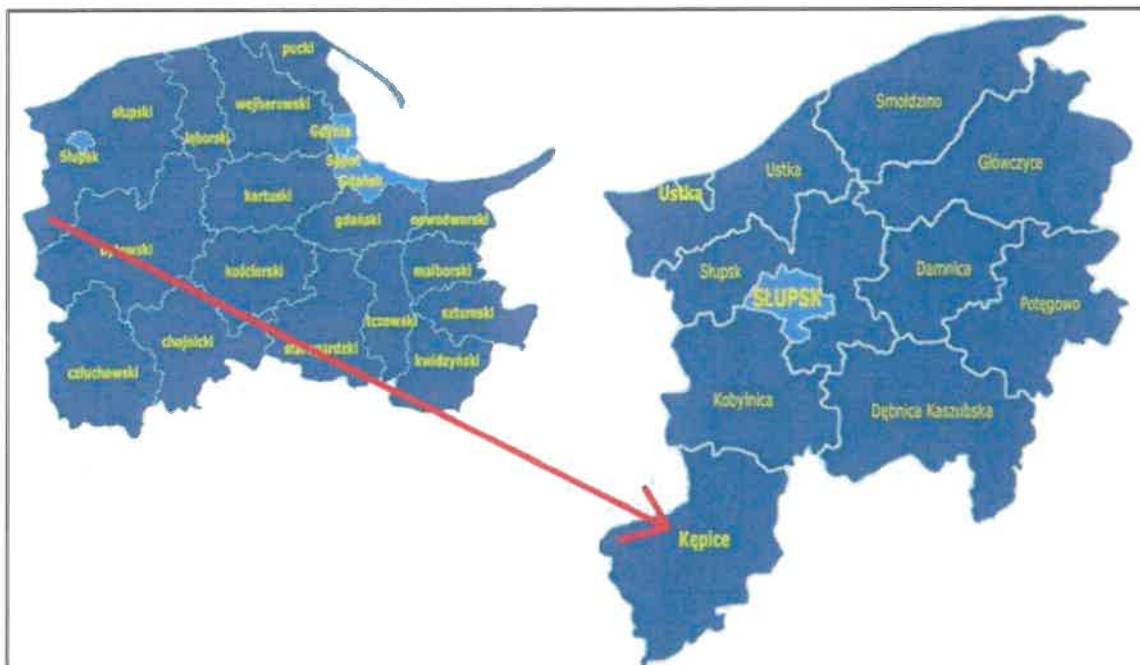 pucki
słupski
wejherowski
lęborski
Gdynia
Słupsk
Sopot
Gdańsk
kartuski
gdański
nowodworski
bytowski
kościerski
malborski
tczewski
sztumski
chojnicki
starogardzki
kwidzyński
człuchowski
Smołdzino
Ustka
Główczyce
Ustka
Słupsk
Damnica
SŁUPSK
Potęgowo
Kobylnica
Dębnica Kaszubska
Kępice